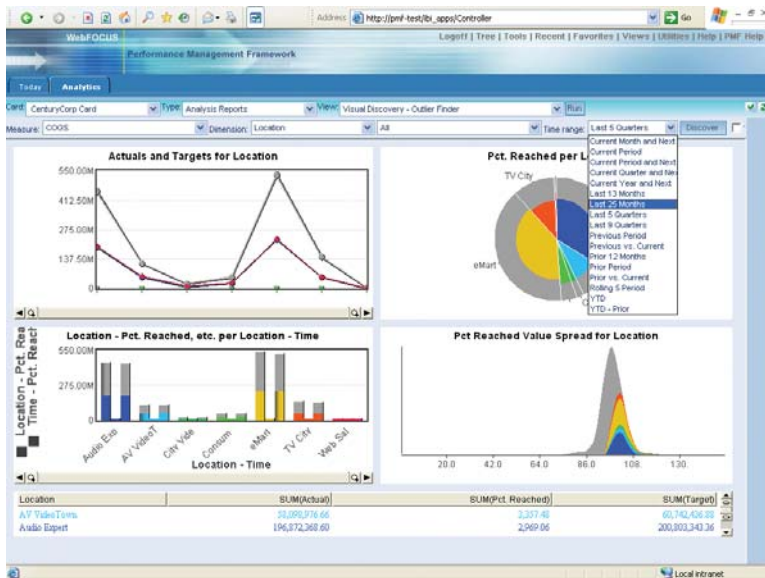 Address http://pmf-test/ibi_apps/Controller Go
WebFOCUS
Logoff | Tree | Tools | Recent | Favorites | Views | Utilities | Help | PMF Help
Performance Management Framework
Today Analytics
Card: CenturyCorp Card Type: Analysis Reports View: Visual Discovery - Outlier Finder Run
Measure: COGS Dimension: Location All Time range: Last 5 Quarters Discover
Current Month and Next
Current Period
Current Period and Next
Current Quarter and Nex
Current Year and Next
Last 13 Months
Last 25 Months
Last 5 Quarters
Last 9 Quarters
Previous Period
Previous vs. Current
Prior 12 Months
Prior Period
Prior vs. Current
Rolling 5 Period
YTD
YTD - Prior
Actuals and Targets for Location
550.00M
412.50M
275.00M
137.50M
0
Pct. Reached per L
TV City
eMart
C
Location - Pct. Reached, etc. per Location - Time
Location - Pct. Rea
Time - Pct. Reach
550.00M
275.00M
0
Audio Exp
AV VideoT
City Vide
Consum
eMart
TV City
Web Sal
Location - Time
Pct Reached Value Spread for Location
20.0 42.0 64.0 86.0 108. 130.
Location SUM(Actual) SUM(Pct. Reached) SUM(Target)
AV VideoTown 58,098,976.66 3,357.48 60,742,436.88
Audio Expert 196,872,368.60 2,969.06 200,803,343.36
Local intranet